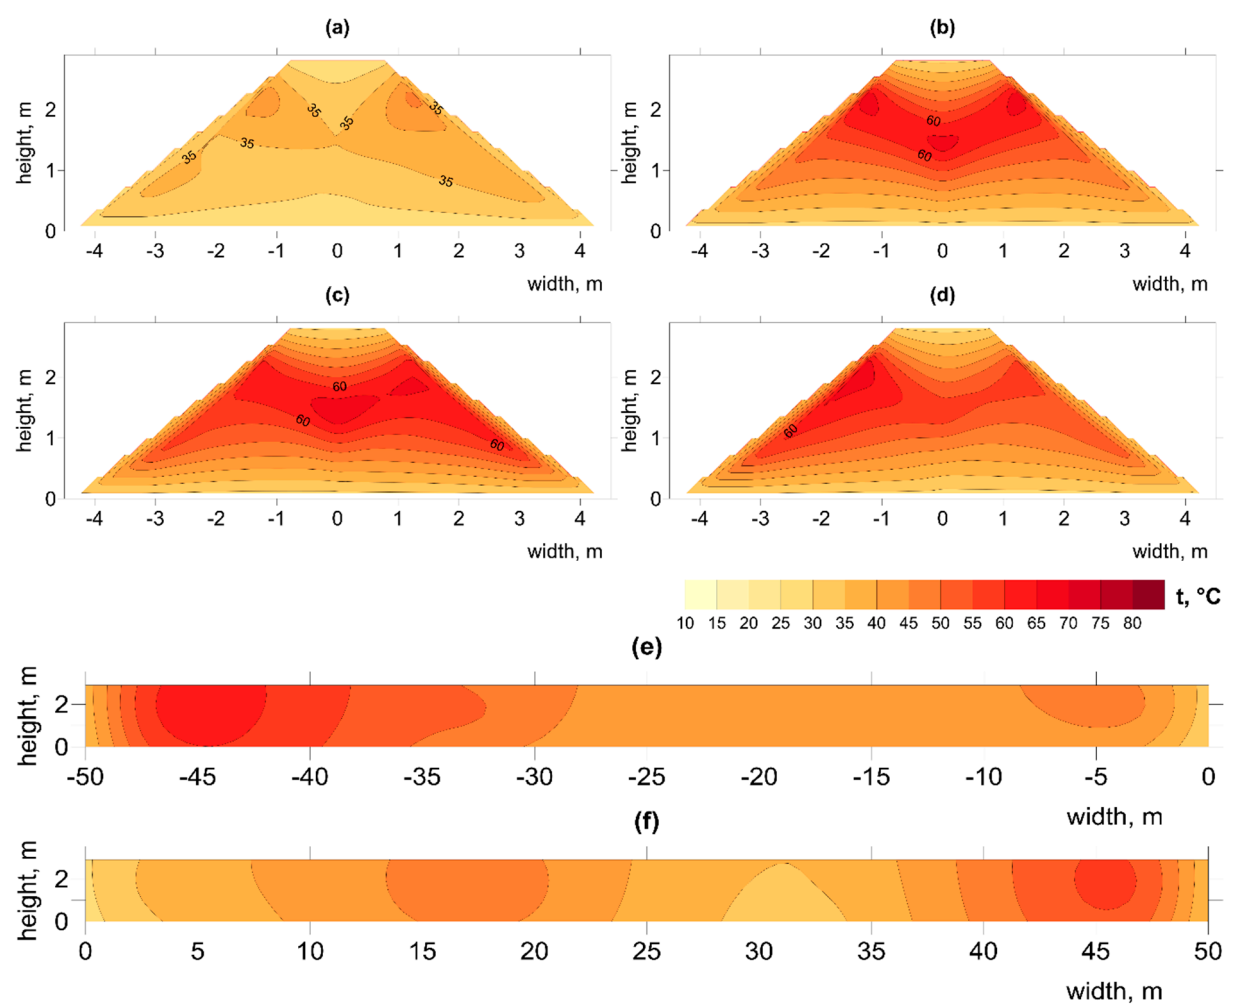 (a) (b)
height, m 2 1 0 35 35 35 35 35 35
height, m 2 1 0 60 60
-4 -3 -2 -1 0 1 2 3 4 -4 -3 -2 -1 0 1 2 3 4
width, m width, m
(c) (d)
height, m 2 1 0 60 60 60
height, m 2 1 0 60
-4 -3 -2 -1 0 1 2 3 4 -4 -3 -2 -1 0 1 2 3 4
width, m width, m
t, °C
10 15 20 25 30 35 40 45 50 55 60 65 70 75 80
(e)
height, m 2 0
-50 -45 -40 -35 -30 -25 -20 -15 -10 -5 0
width, m
(f)
height, m 2 0
0 5 10 15 20 25 31 35 40 45 50
width, m